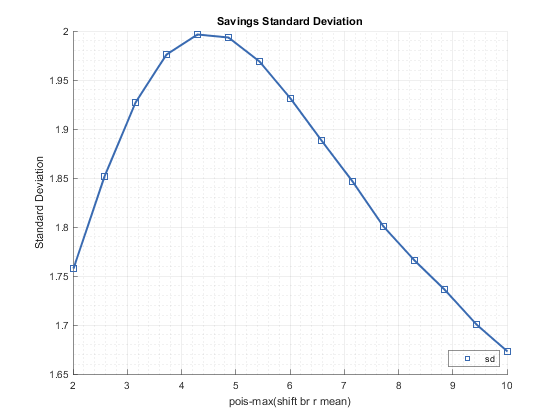 Savings Standard Deviation
Standard Deviation
2
1.95
1.9
1.85
1.8
1.75
1.7
1.65
2 3 4 5 6 7 8 9 10
sd
pois-max(shift br r mean)